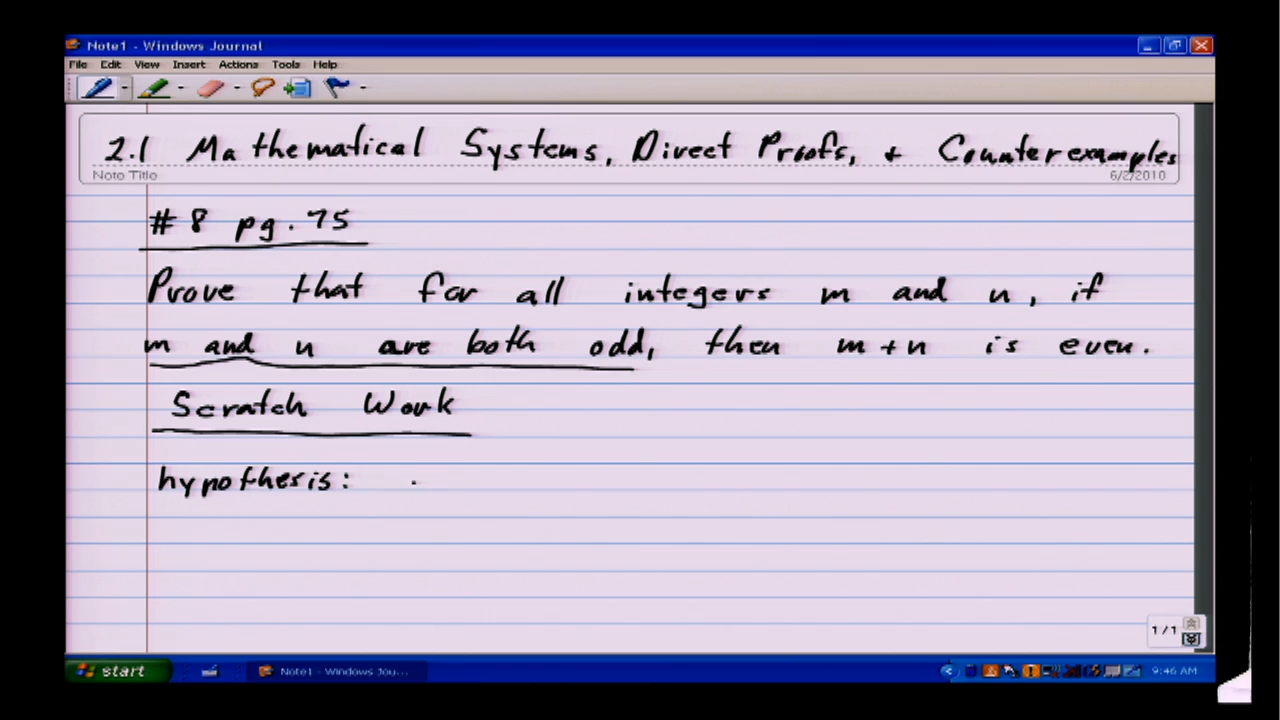 Note1 - Windows Journal
File Edit View Insert Actions Tools Help
2.1 Mathematical Systems, Direct Proofs, + Counterexamples
Note Title
6/2/2010
# 8 pg. 75
Prove that for all integers m and n, if
m and n are both odd, then m + n is even.
Scratch Work
hypothesis:
1/1
start
Note1 - Windows Jou...
9:46 AM